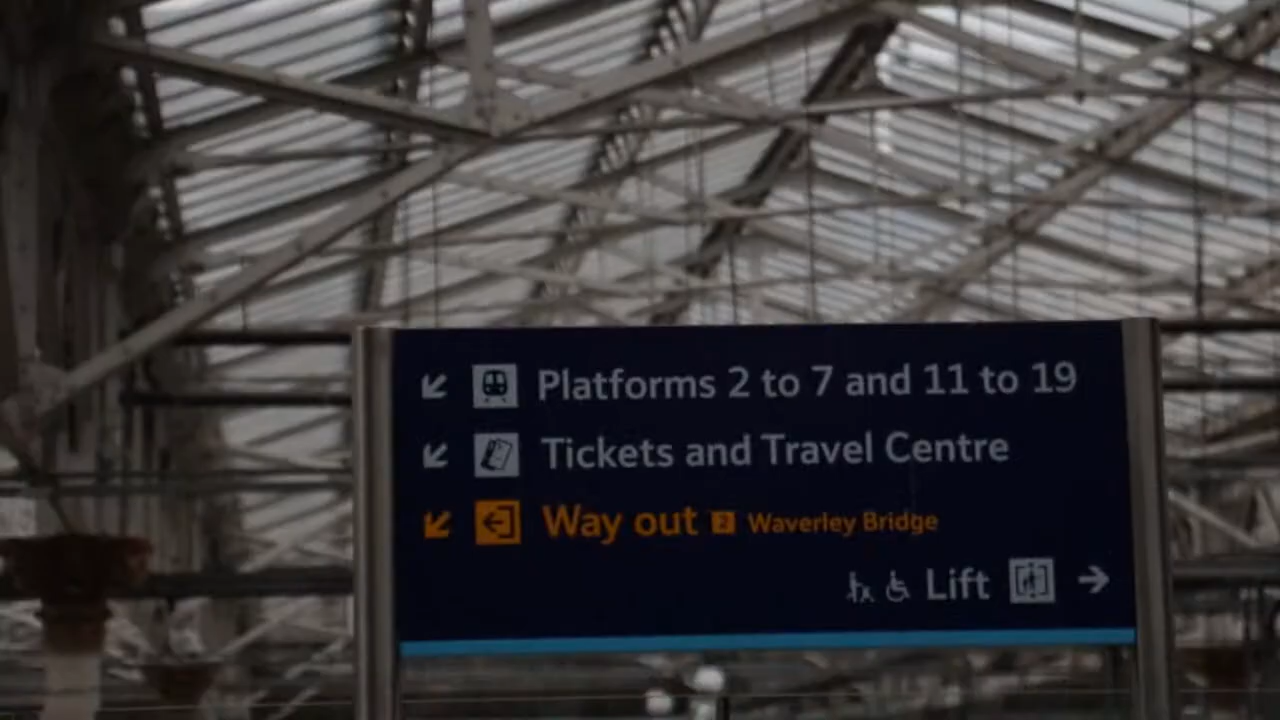 Platforms 2 to 7 and 11 to 19
Tickets and Travel Centre
Way out 2 Waverley Bridge
Lift